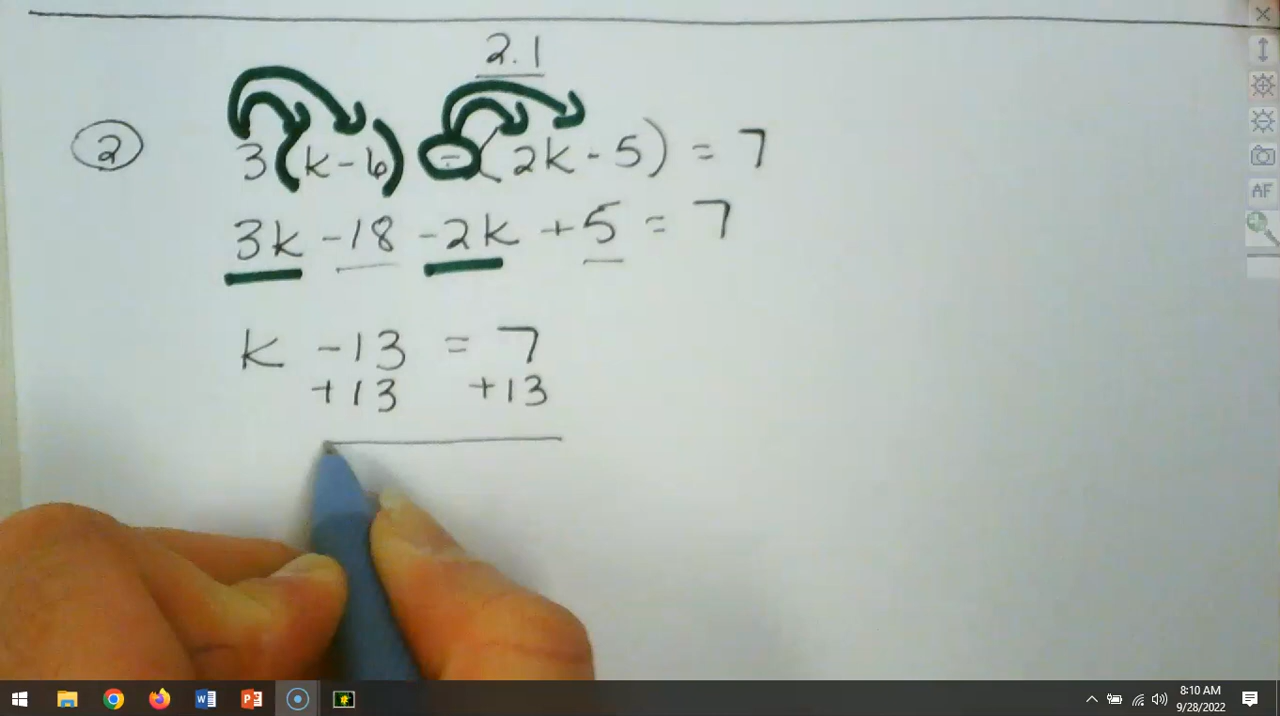 2.1
② 3(k-6) -(2k-5) = 7
3k -18 -2k +5 = 7
k -13 = 7
+13 +13
AF
8:10 AM
9/28/2022